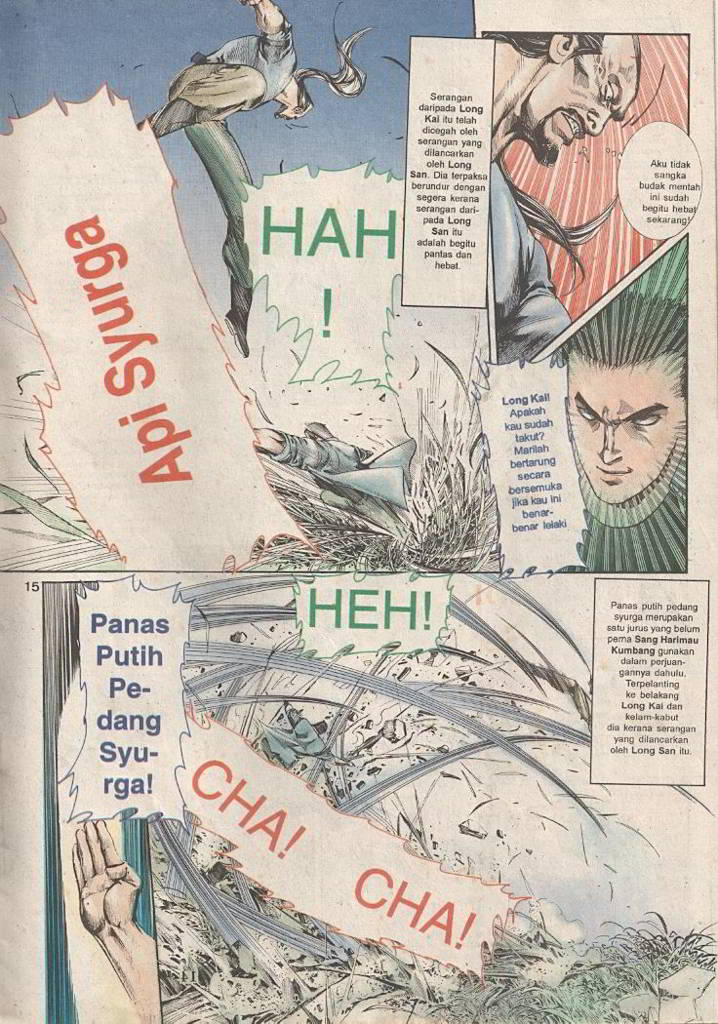 Api Syurga
HAH
!
Serangan
daripada Long
Kai itu telah
dicegah oleh
serangan yang
dilancarkan
oleh Long
San. Dia terpaksa
berundur dengan
segera kerana
serangan dari-
pada Long
San itu
adalah begitu
pantas dan
hebat.
Aku tidak
sangka
budak mentah
ini sudah
begitu hebat
sekarang!
Long Kai!
Apakah
kau sudah
takut?
Marilah
bertarung
secara
bersemuka
jika kau ini
benar-
benar lelaki
15
Panas
Putih
Pe-
dang
Syu-
rga!
HEH!
CHA! CHA!
Panas putih pedang
syurga merupakan
satu jurus yang belum
perna Sang Harimau
Kumbang gunakan
dalam perjuan-
gannya dahulu.
Terpelanting
ke belakang
Long Kai dan
kelam-kabut
dia kerana serangan
yang dilancarkan
oleh Long San itu.